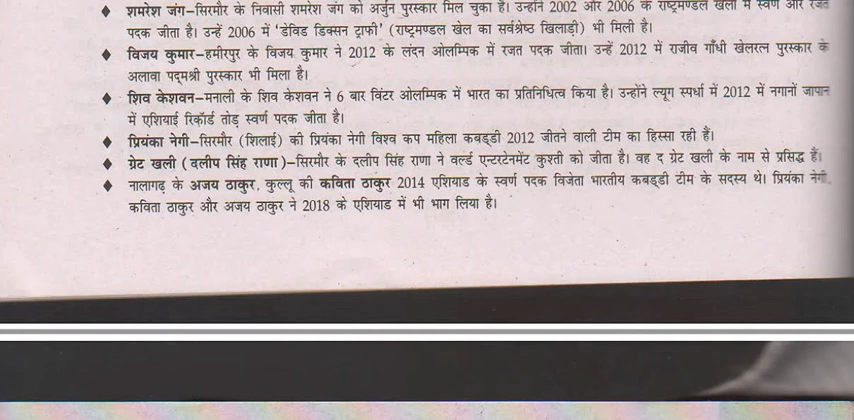 ♦ शमरेश जंग–सिरमौर के निवासी शमरेश जंग को अर्जुन पुरस्कार मिल चुका है। उन्होंने 2002 और 2006 के राष्ट्रमण्डल खेलों में स्वर्ण और रजत
पदक जीता है। उन्हें 2006 में 'डेविड डिक्सन ट्राफी' (राष्ट्रमण्डल खेल का सर्वश्रेष्ठ खिलाड़ी) भी मिली है।
♦ विजय कुमार–हमीरपुर के विजय कुमार ने 2012 के लंदन ओलम्पिक में रजत पदक जीता। उन्हें 2012 में राजीव गाँधी खेलरत्न पुरस्कार के
अलावा पद्मश्री पुरस्कार भी मिला है।
♦ शिव केशवन–मनाली के शिव केशवन ने 6 बार विंटर ओलम्पिक में भारत का प्रतिनिधित्व किया है। उन्होंने ल्यूग स्पर्धा में 2012 में नगानों जापान
में एशियाई रिकॉर्ड तोड़ स्वर्ण पदक जीता है।
♦ प्रियंका नेगी–सिरमौर (शिलाई) की प्रियंका नेगी विश्व कप महिला कबड्डी 2012 जीतने वाली टीम का हिस्सा रही हैं।
♦ ग्रेट खली (दलीप सिंह राणा)–सिरमौर के दलीप सिंह राणा ने वर्ल्ड एन्टरटेनमेंट कुश्ती को जीता है। वह द ग्रेट खली के नाम से प्रसिद्ध हैं।
♦ नालागढ़ के अजय ठाकुर, कुल्लू की कविता ठाकुर 2014 एशियाड के स्वर्ण पदक विजेता भारतीय कबड्डी टीम के सदस्य थे। प्रियंका नेगी,
कविता ठाकुर और अजय ठाकुर ने 2018 के एशियाड में भी भाग लिया है।